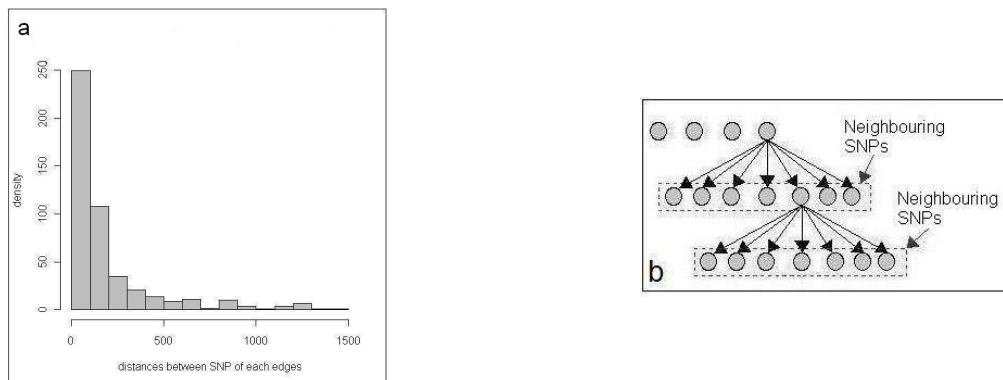 a
250
200
150
100
50
0
density
0 500 1000 1500
distances between SNP of each edges
Neighbouring
SNPs
Neighbouring
SNPs
b